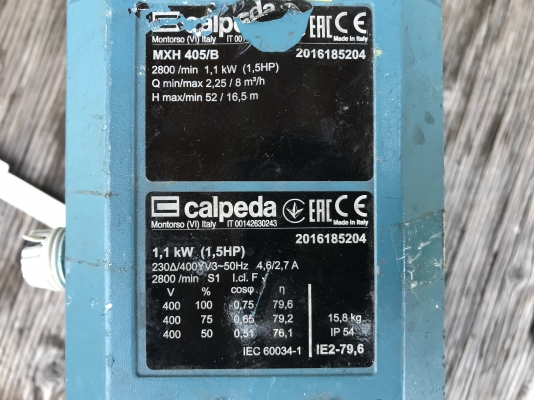 calpeda EAC CE
Montorso (VI) Italy IT 001 Made in Italy
MXH 405/B 2016185204
2800 /min 1,1 kW (1,5HP)
Q min/max 2,25 / 8 m³/h
H max/min 52 / 16,5 m
calpeda EAC CE
Montorso (VI) Italy IT 00142630243 Made in Italy
2016185204
1,1 kW (1,5HP)
230Δ/400YV3~50Hz 4,6/2,7 A
2800 /min S1 I.cl. F
V % cosφ η
400 100 0,75 79,6
400 75 0,65 79,2 15,8 kg
400 50 0,51 76,1 IP 54
IEC 60034-1 IE2-79,6